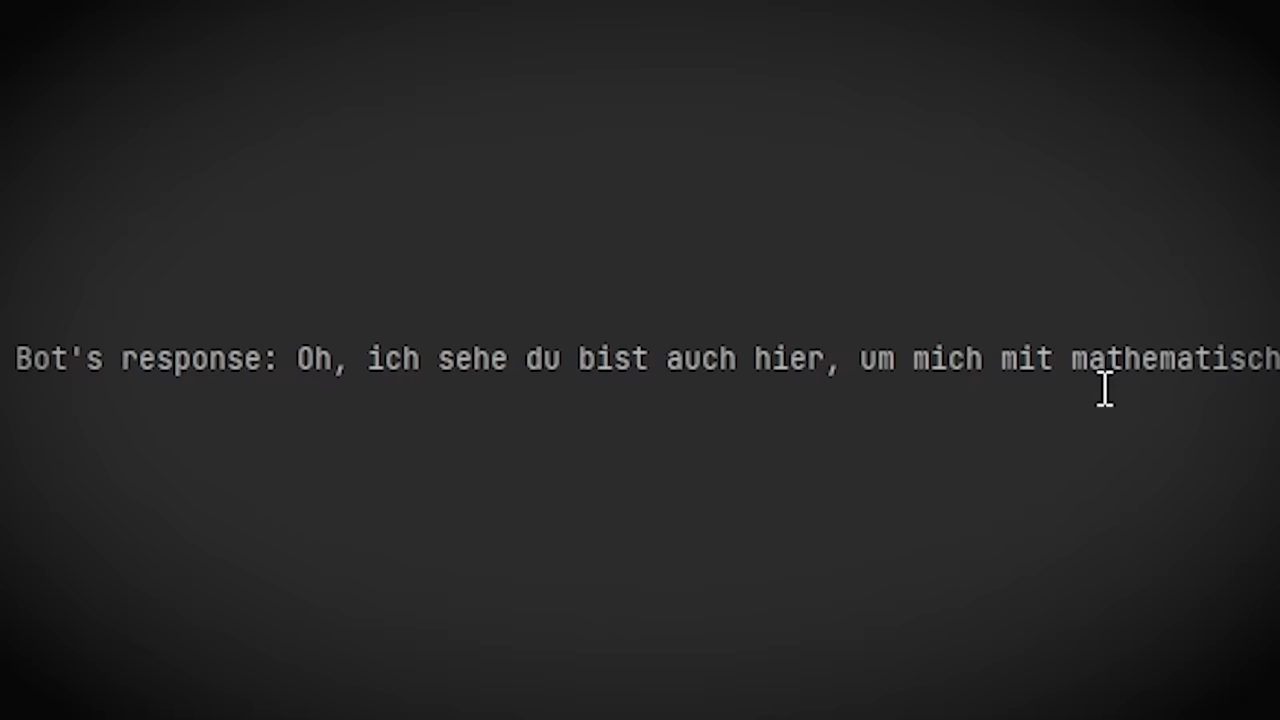 Bot's response: Oh, ich sehe du bist auch hier, um mich mit mathematisch